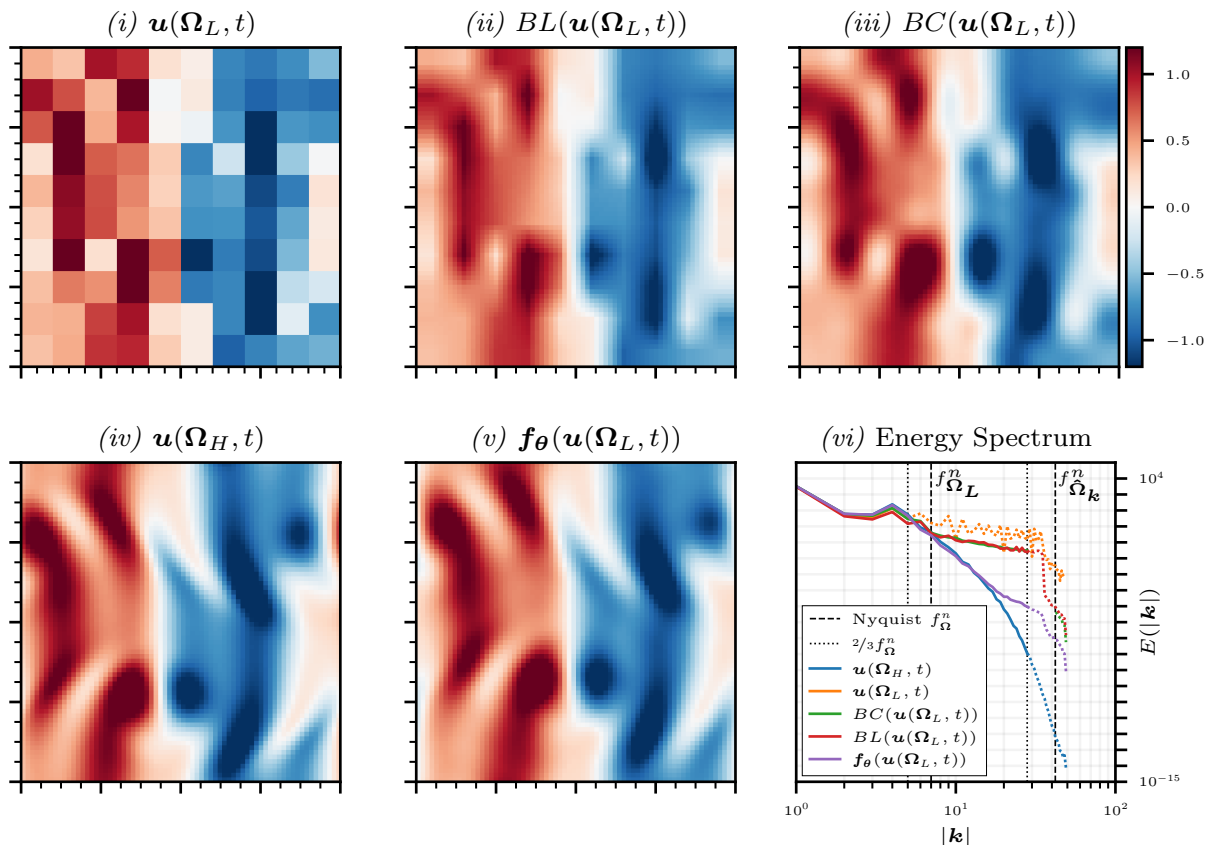 (i) u(Ω_L, t)
(ii) BL(u(Ω_L, t))
(iii) BC(u(Ω_L, t))
1.0
0.5
0.0
−0.5
−1.0
(iv) u(Ω_H, t)
(v) f_θ(u(Ω_L, t))
(vi) Energy Spectrum
f^n_{Ω_L}
f^n_{Ω̂_k}
10^4
E(|k|)
10^−15
Nyquist f^n_Ω
2/3 f^n_Ω
u(Ω_H, t)
u(Ω_L, t)
BC(u(Ω_L, t))
BL(u(Ω_L, t))
f_θ(u(Ω_L, t))
10^0
10^1
10^2
|k|